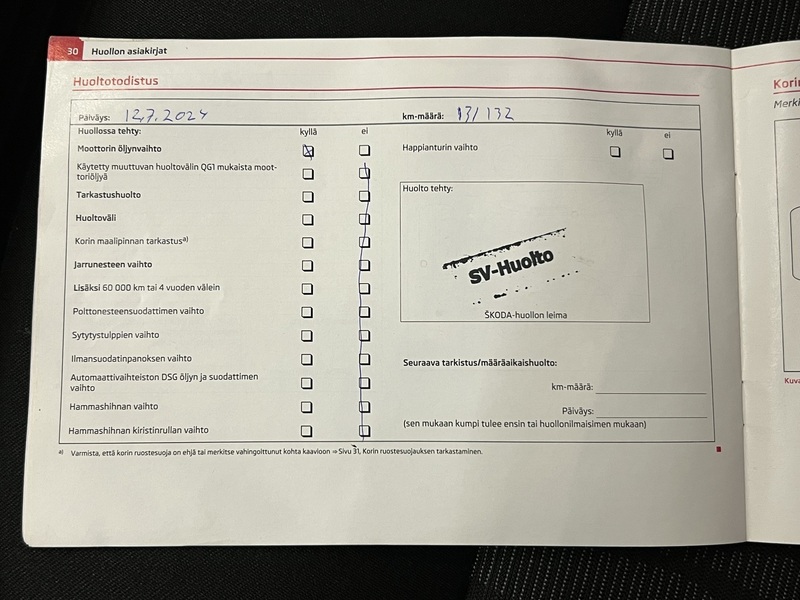 30 Huollon asiakirjat
Huoltotodistus
Päiväys: 12.7.2024
km-määrä: 131132
Huollossa tehty: kyllä ei
kyllä ei
Moottorin öljynvaihto
Happianturin vaihto
Käytetty muuttuvan huoltovälin QG1 mukaista moot-
toriöljyä
Tarkastushuolto
Huoltoväli
Korin maalipinnan tarkastusa)
Jarrunesteen vaihto
Lisäksi 60 000 km tai 4 vuoden välein
Polttonesteensuodattimen vaihto
Sytytystulppien vaihto
Ilmansuodatinpanoksen vaihto
Automaattivaihteiston DSG öljyn ja suodattimen
vaihto
Hammashihnan vaihto
Hammashihnan kiristinrullan vaihto
Huolto tehty:
SV-Huolto
ŠKODA-huollon leima
Seuraava tarkistus/määräaikaishuolto:
km-määrä:
Päiväys:
(sen mukaan kumpi tulee ensin tai huollonilmaisimen mukaan)
a) Varmista, että korin ruostesuoja on ehjä tai merkitse vahingoittunut kohta kaavioon ⇒ Sivu 31, Korin ruostesuojauksen tarkastaminen.